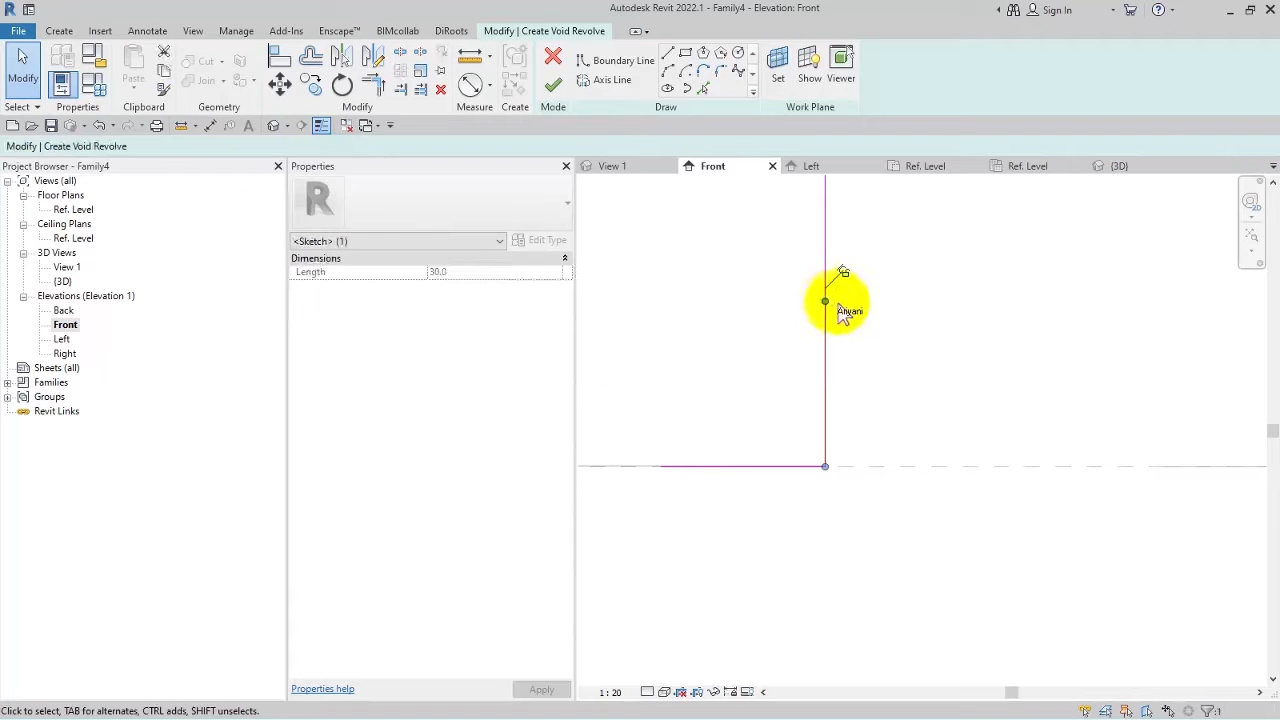 Autodesk Revit 2022.1 - Family4 - Elevation: Front
Sign In
File Create Insert Annotate View Manage Add-Ins Enscape™ BIMcollab DiRoots Modify | Create Void Revolve
Modify
Paste
Cut
Join
Boundary Line
Axis Line
Set Show Viewer
Select Properties Clipboard Geometry Modify Measure Create Mode Draw Work Plane
Modify | Create Void Revolve
Project Browser - Family4
Views (all)
Floor Plans
Ref. Level
Ceiling Plans
Ref. Level
3D Views
View 1
(3D)
Elevations (Elevation 1)
Back
Front
Left
Right
Sheets (all)
Families
Groups
Revit Links
Properties
R
<Sketch> (1)
Edit Type
Dimensions
Length 30.0
Properties help
Apply
View 1 Front Left Ref. Level Ref. Level (3D)
2D
1 : 20
Click to select, TAB for alternates, CTRL adds, SHIFT unselects.
:1